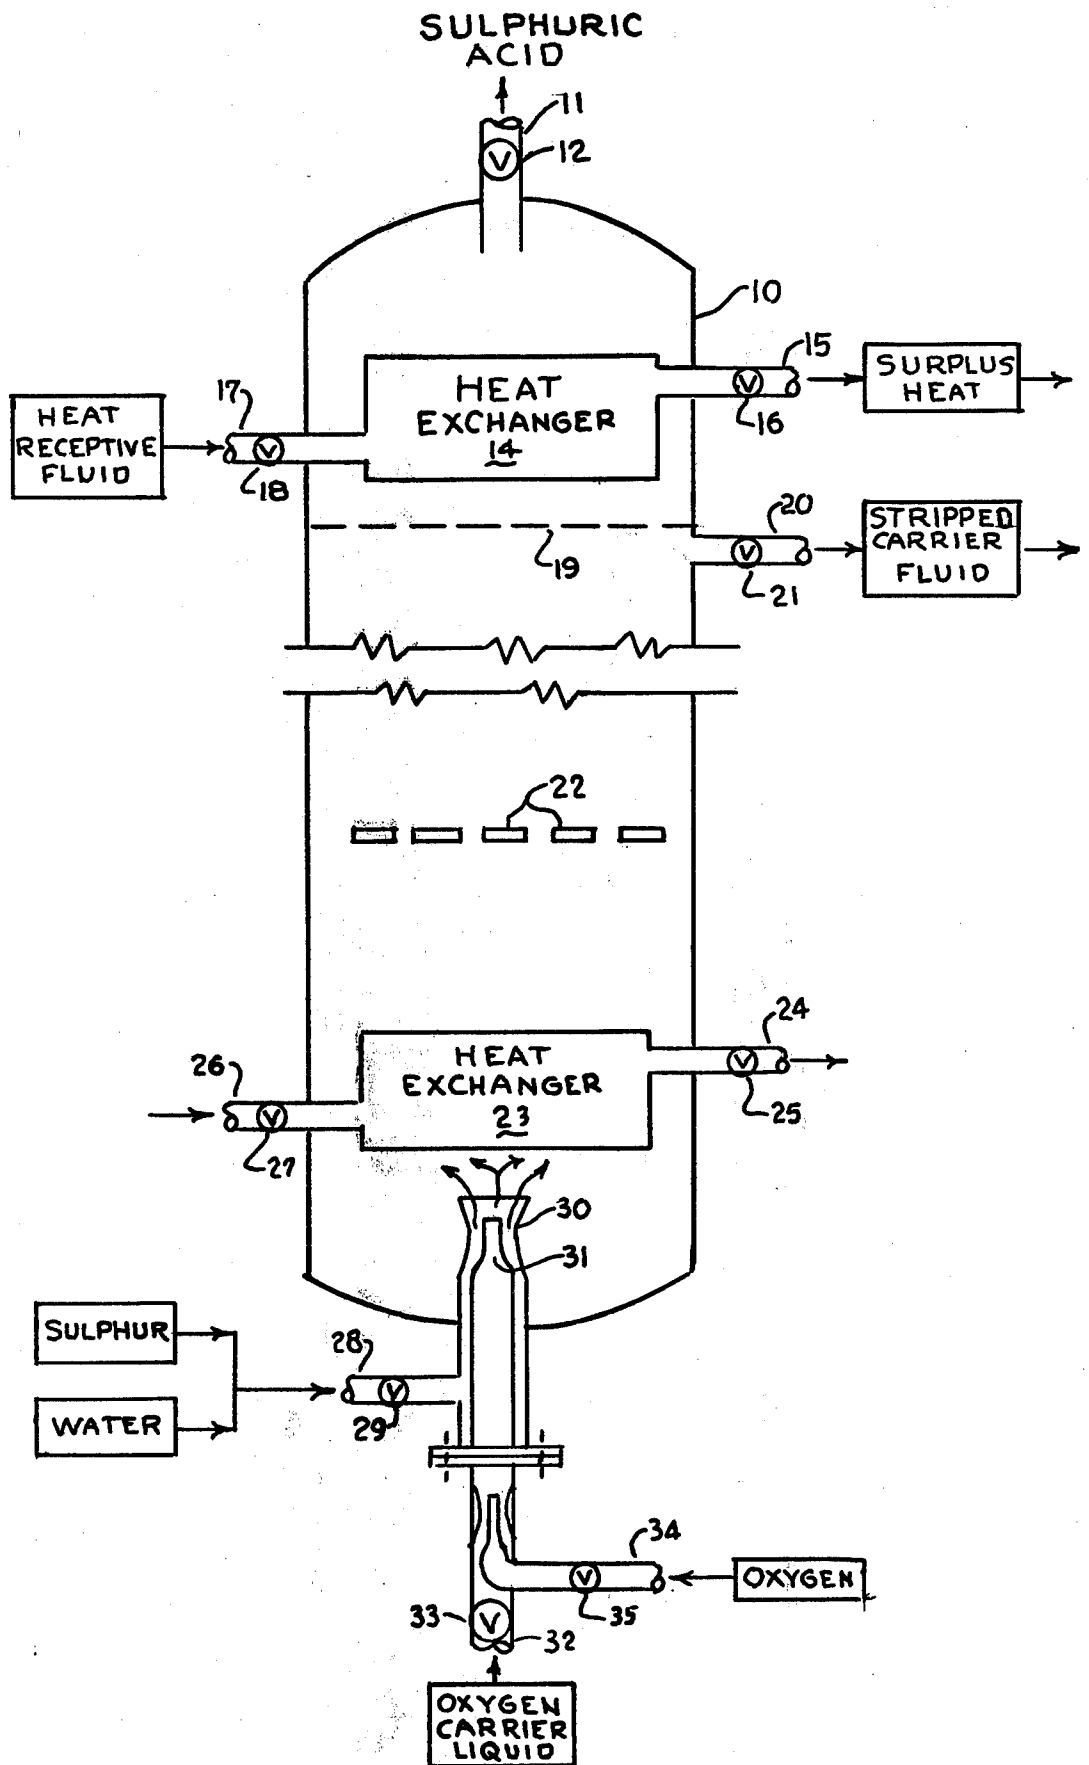 SULPHURIC
ACID
11
V
12
10
HEAT
EXCHANGER
14
15
V
16
SURPLUS
HEAT
17
V
18
HEAT
RECEPTIVE
FLUID
19
20
V
21
STRIPPED
CARRIER
FLUID
22
HEAT
EXCHANGER
23
24
V
25
26
V
27
30
31
SULPHUR
WATER
28
V
29
34
V
35
OXYGEN
33
V
32
OXYGEN
CARRIER
LIQUID